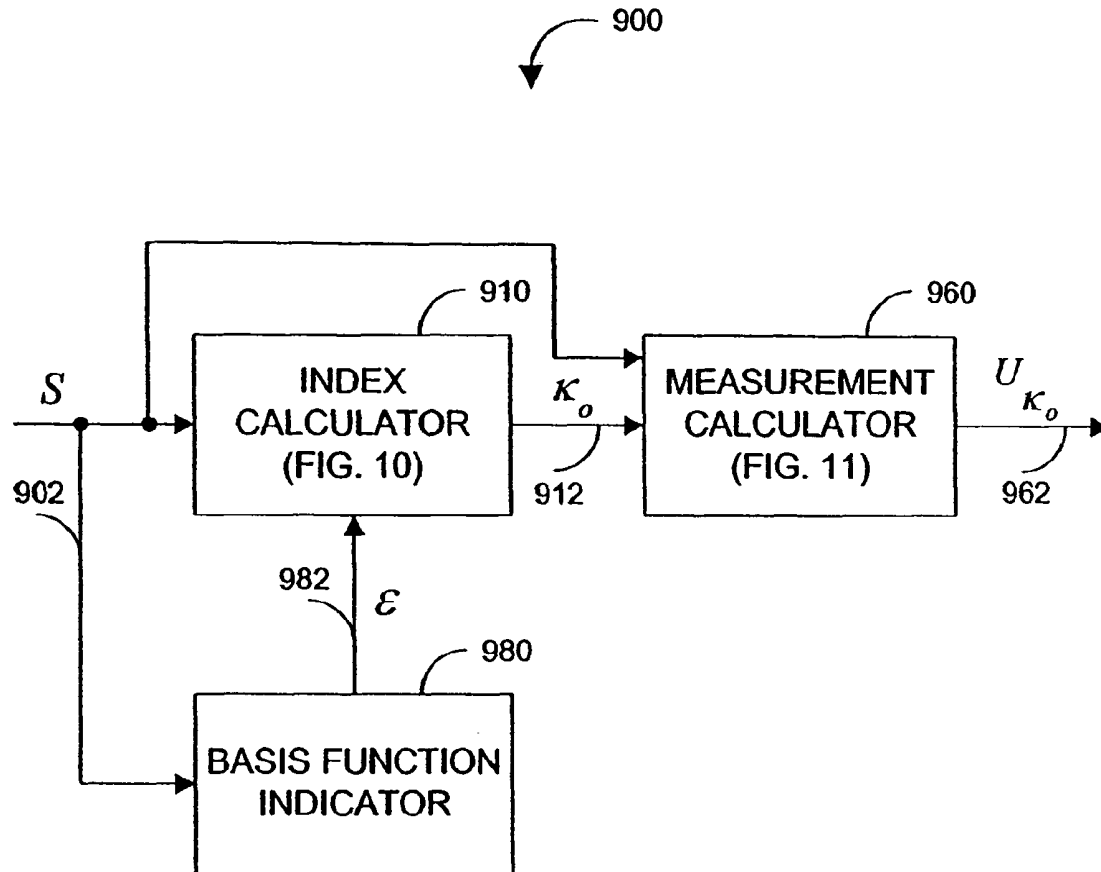 900
910
960
S
INDEX
CALCULATOR
(FIG. 10)
κo
912
MEASUREMENT
CALCULATOR
(FIG. 11)
Uκo
962
902
982
ε
980
BASIS FUNCTION
INDICATOR